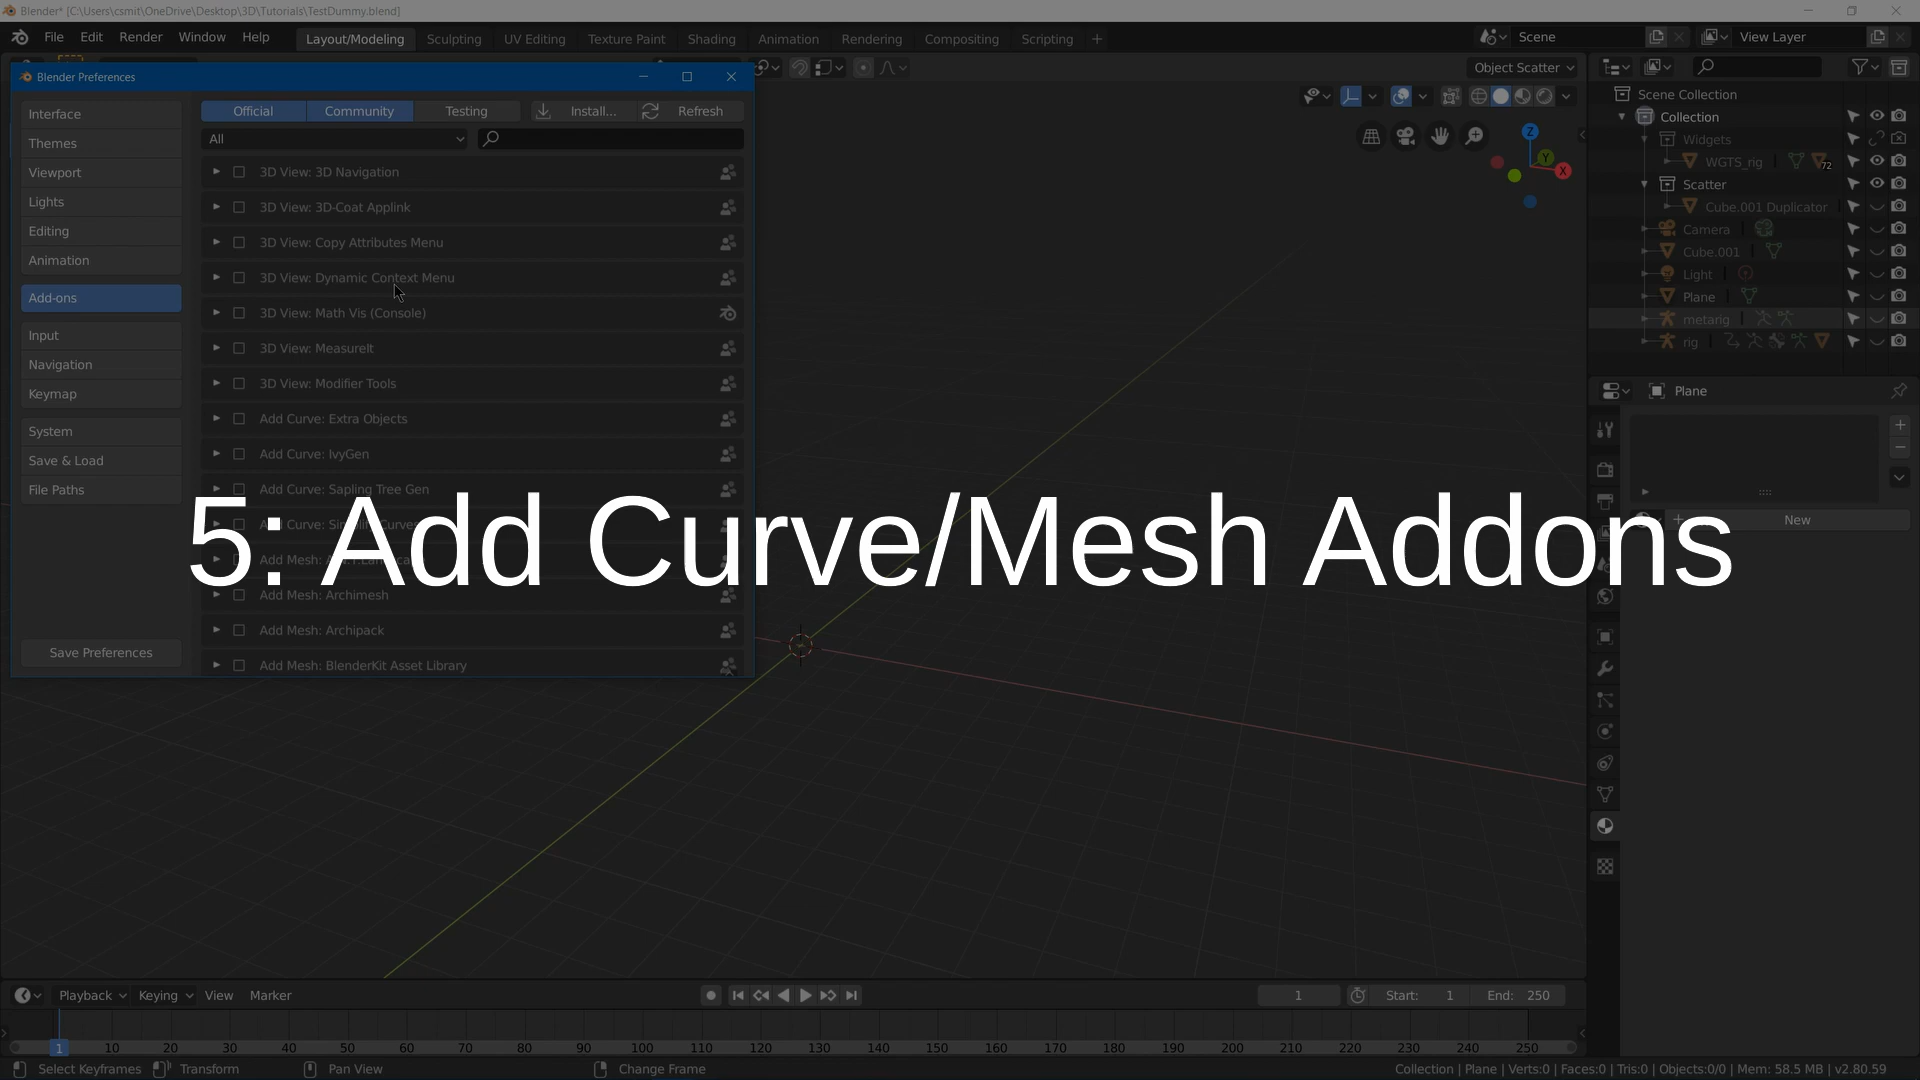 Blender* [C:\Users\csmit\OneDrive\Desktop\3D\Tutorials\TestDummy.blend]
File Edit Render Window Help Layout/Modeling Sculpting UV Editing Texture Paint Shading Animation Rendering Compositing Scripting + Scene View Layer
Object Scatter
Blender Preferences
Interface
Themes
Viewport
Lights
Editing
Animation
Add-ons
Input
Navigation
Keymap
System
Save & Load
File Paths
Save Preferences
Official Community Testing Install... Refresh
All
3D View: 3D Navigation
3D View: 3D-Coat Applink
3D View: Copy Attributes Menu
3D View: Dynamic Context Menu
3D View: Math Vis (Console)
3D View: MeasureIt
3D View: Modifier Tools
Add Curve: Extra Objects
Add Curve: IvyGen
Add Curve: Sapling Tree Gen
Add Curve: Simplify Curves
Add Mesh:
Add Mesh: Archimesh
Add Mesh: Archipack
Add Mesh: BlenderKit Asset Library
5: Add Curve/Mesh Addons
Z
Y
X
Scene Collection
Collection
Widgets
WGTS_rig 72
Scatter
Cube.001 Duplicator
Camera
Cube.001
Light
Plane
metarig
rig
Plane
New
Playback Keying View Marker 1 Start: 1 End: 250
1 10 20 30 40 50 60 70 80 90 100 110 120 130 140 150 160 170 180 190 200 210 220 230 240 250
Select Keyframes Transform Pan View Change Frame Collection | Plane | Verts:0 | Faces:0 | Tris:0 | Objects:0/0 | Mem: 58.5 MB | v2.80.59